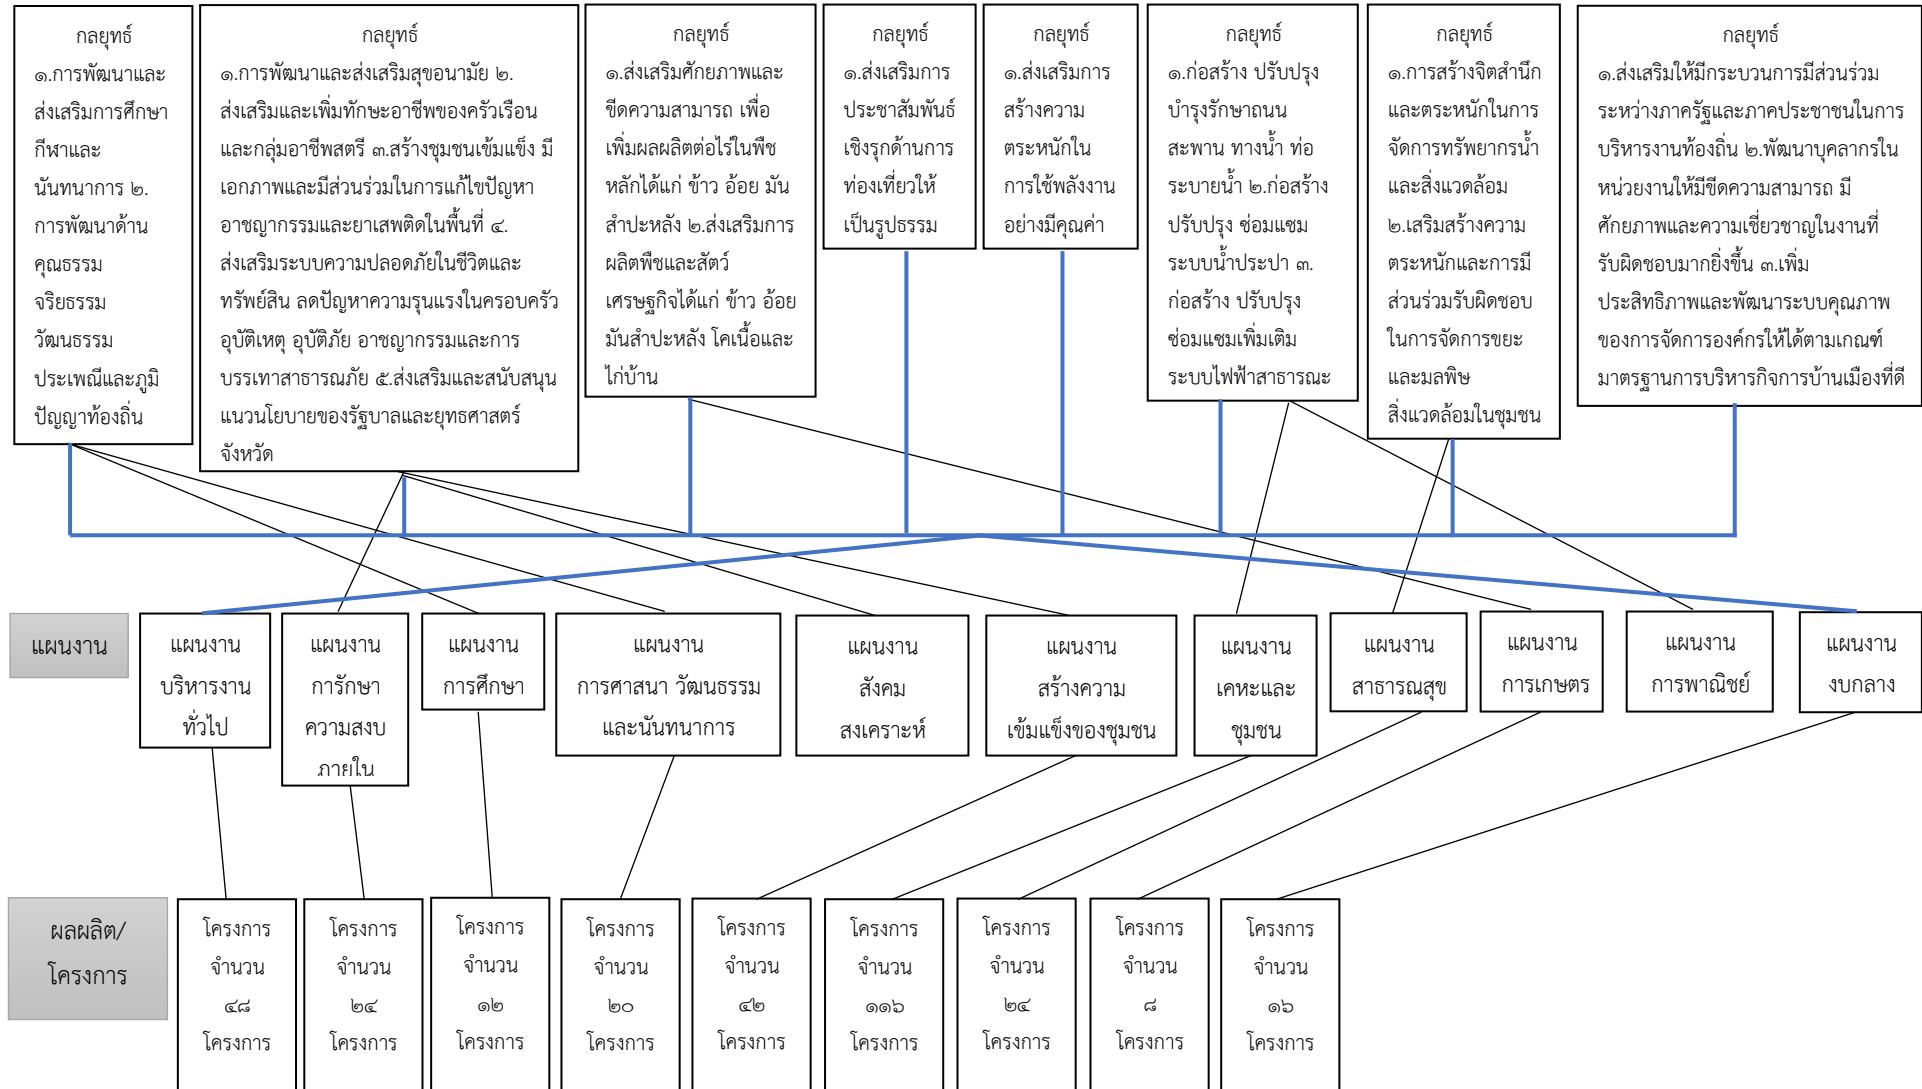 กลยุทธ์
๑.การพัฒนาและ
ส่งเสริมการศึกษา
กีฬาและ
นันทนาการ ๒.
การพัฒนาด้าน
คุณธรรม
จริยธรรม
วัฒนธรรม
ประเพณีและภูมิ
ปัญญาท้องถิ่น
กลยุทธ์
๑.การพัฒนาและส่งเสริมสุขอนามัย ๒.
ส่งเสริมและเพิ่มทักษะอาชีพของครัวเรือน
และกลุ่มอาชีพสตรี ๓.สร้างชุมชนเข้มแข็ง มี
เอกภาพและมีส่วนร่วมในการแก้ไขปัญหา
อาชญากรรมและยาเสพติดในพื้นที่ ๔.
ส่งเสริมระบบความปลอดภัยในชีวิตและ
ทรัพย์สิน ลดปัญหาความรุนแรงในครอบครัว
อุบัติเหตุ อุบัติภัย อาชญากรรมและการ
บรรเทาสาธารณภัย ๕.ส่งเสริมและสนับสนุน
แนวนโยบายของรัฐบาลและยุทธศาสตร์
จังหวัด
กลยุทธ์
๑.ส่งเสริมศักยภาพและ
ขีดความสามารถ เพื่อ
เพิ่มผลผลิตต่อไร่ในพืช
หลักได้แก่ ข้าว อ้อย มัน
สำปะหลัง ๒.ส่งเสริมการ
ผลิตพืชและสัตว์
เศรษฐกิจได้แก่ ข้าว อ้อย
มันสำปะหลัง โคเนื้อและ
ไก่บ้าน
กลยุทธ์
๑.ส่งเสริมการ
ประชาสัมพันธ์
เชิงรุกด้านการ
ท่องเที่ยวให้
เป็นรูปธรรม
กลยุทธ์
๑.ส่งเสริมการ
สร้างความ
ตระหนักใน
การใช้พลังงาน
อย่างมีคุณค่า
กลยุทธ์
๑.ก่อสร้าง ปรับปรุง
บำรุงรักษาถนน
สะพาน ทางน้ำ ท่อ
ระบายน้ำ ๒.ก่อสร้าง
ปรับปรุง ซ่อมแซม
ระบบน้ำประปา ๓.
ก่อสร้าง ปรับปรุง
ซ่อมแซมเพิ่มเติม
ระบบไฟฟ้าสาธารณะ
กลยุทธ์
๑.การสร้างจิตสำนึก
และตระหนักในการ
จัดการทรัพยากรน้ำ
และสิ่งแวดล้อม
๒.เสริมสร้างความ
ตระหนักและการมี
ส่วนร่วมรับผิดชอบ
ในการจัดการขยะ
และมลพิษ
สิ่งแวดล้อมในชุมชน
กลยุทธ์
๑.ส่งเสริมให้มีกระบวนการมีส่วนร่วม
ระหว่างภาครัฐและภาคประชาชนในการ
บริหารงานท้องถิ่น ๒.พัฒนาบุคลากรใน
หน่วยงานให้มีขีดความสามารถ มี
ศักยภาพและความเชี่ยวชาญในงานที่
รับผิดชอบมากยิ่งขึ้น ๓.เพิ่ม
ประสิทธิภาพและพัฒนาระบบคุณภาพ
ของการจัดการองค์กรให้ได้ตามเกณฑ์
มาตรฐานการบริหารกิจการบ้านเมืองที่ดี
แผนงาน
แผนงาน
บริหารงาน
ทั่วไป
แผนงาน
การักษา
ความสงบ
ภายใน
แผนงาน
การศึกษา
แผนงาน
การศาสนา วัฒนธรรม
และนันทนาการ
แผนงาน
สังคม
สงเคราะห์
แผนงาน
สร้างความ
เข้มแข็งของชุมชน
แผนงาน
เคหะและ
ชุมชน
แผนงาน
สาธารณสุข
แผนงาน
การเกษตร
แผนงาน
การพาณิชย์
แผนงาน
งบกลาง
ผลผลิต/
โครงการ
โครงการ
จำนวน
๔๘
โครงการ
โครงการ
จำนวน
๒๔
โครงการ
โครงการ
จำนวน
๑๒
โครงการ
โครงการ
จำนวน
๒๐
โครงการ
โครงการ
จำนวน
๔๒
โครงการ
โครงการ
จำนวน
๑๑๖
โครงการ
โครงการ
จำนวน
๒๔
โครงการ
โครงการ
จำนวน
๘
โครงการ
โครงการ
จำนวน
๑๖
โครงการ